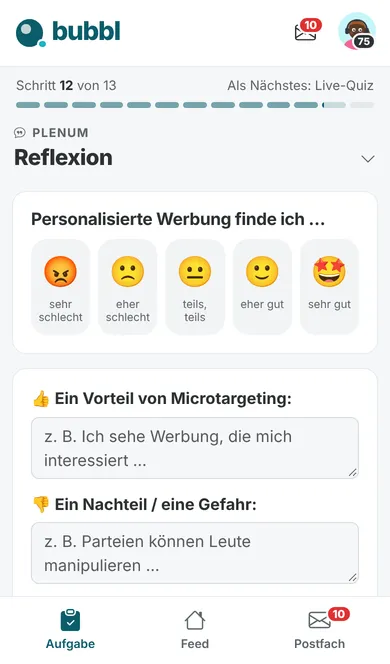 bubbl
10
75
Schritt 12 von 13
Als Nächstes: Live-Quiz
PLENUM
Reflexion
Personalisierte Werbung finde ich ...
sehr
schlecht
eher
schlecht
teils,
teils
eher gut
sehr gut
👍 Ein Vorteil von Microtargeting:
z. B. Ich sehe Werbung, die mich
interessiert ...
👎 Ein Nachteil / eine Gefahr:
z. B. Parteien können Leute
manipulieren ...
10
Aufgabe
Feed
Postfach